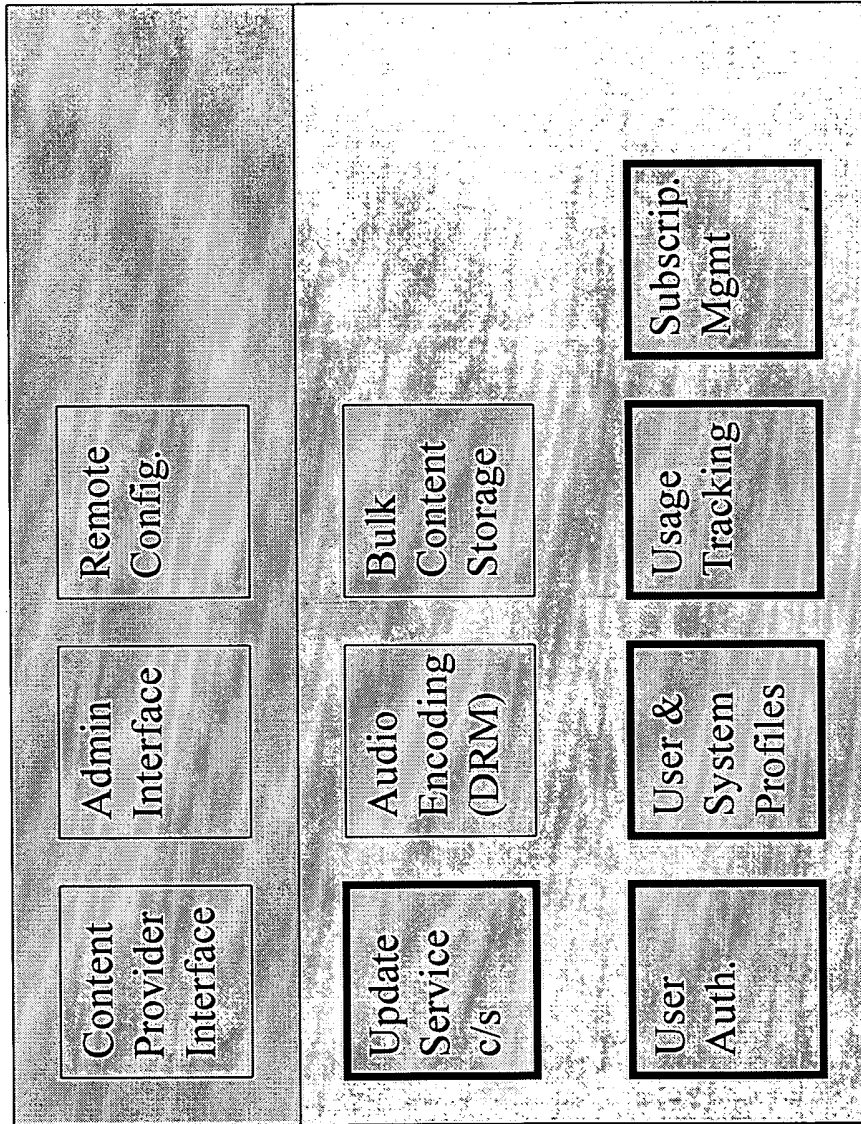 Content
Provider
Interface
Admin
Interface
Remote
Config.
Update
Service
c/s
Audio
Encoding
(DRM)
Bulk
Content
Storage
User
Auth.
User &
System
Profiles
Usage
Tracking
Subscrip.
Mgmt